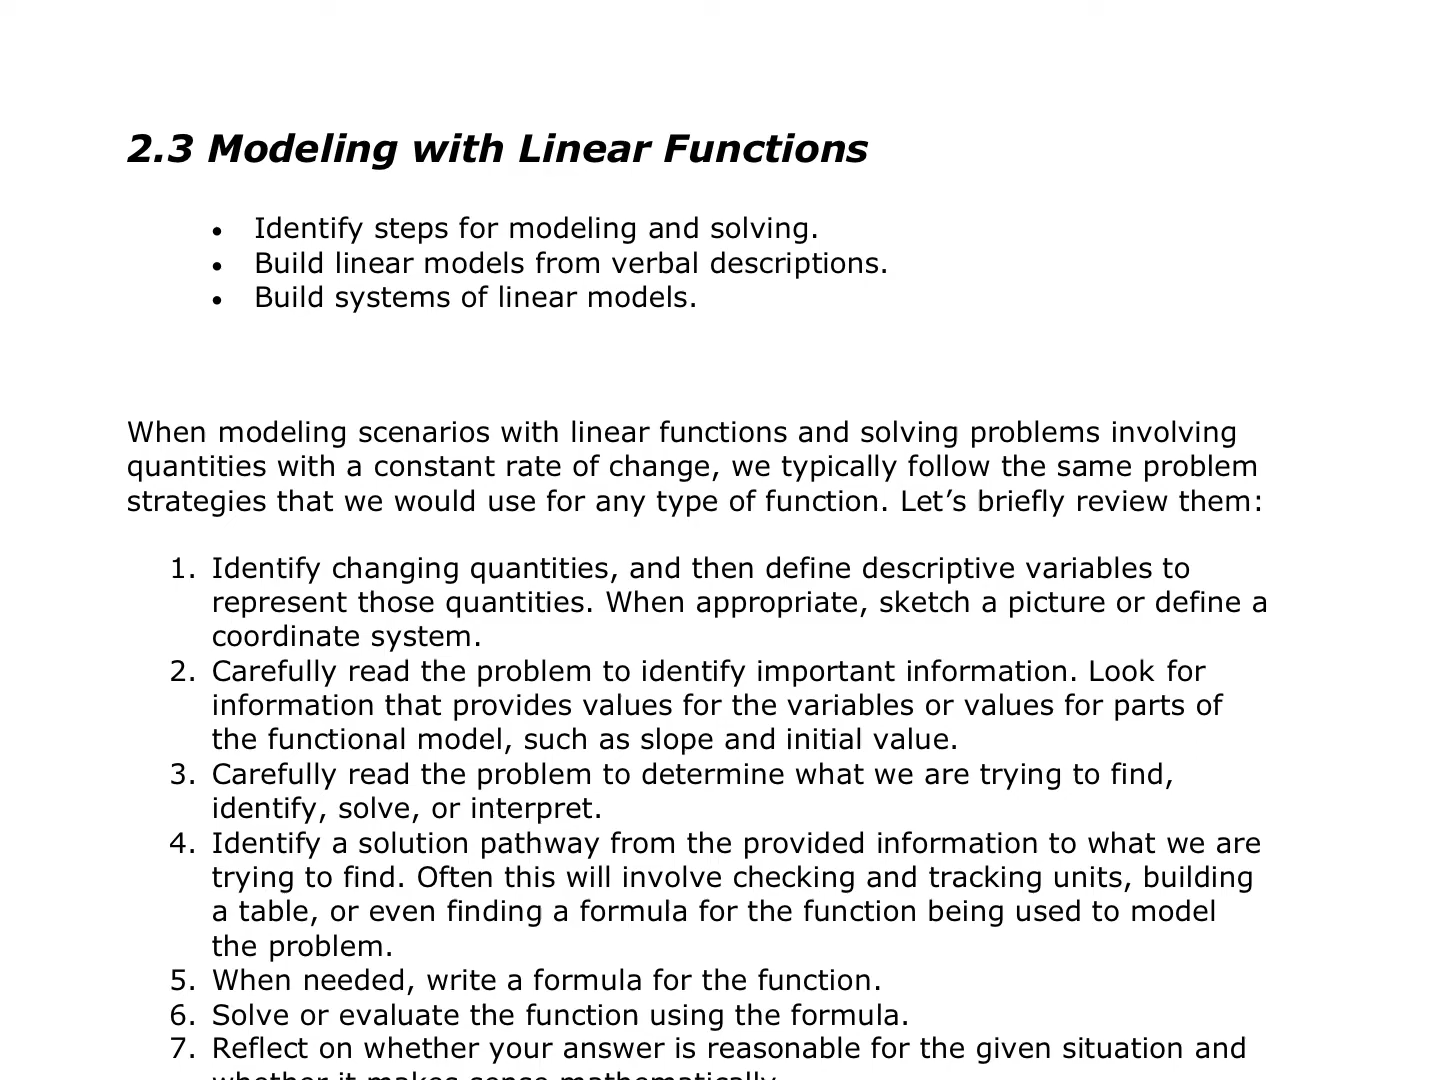 2.3 Modeling with Linear Functions
• Identify steps for modeling and solving.
• Build linear models from verbal descriptions.
• Build systems of linear models.
When modeling scenarios with linear functions and solving problems involving
quantities with a constant rate of change, we typically follow the same problem
strategies that we would use for any type of function. Let’s briefly review them:
1. Identify changing quantities, and then define descriptive variables to
represent those quantities. When appropriate, sketch a picture or define a
coordinate system.
2. Carefully read the problem to identify important information. Look for
information that provides values for the variables or values for parts of
the functional model, such as slope and initial value.
3. Carefully read the problem to determine what we are trying to find,
identify, solve, or interpret.
4. Identify a solution pathway from the provided information to what we are
trying to find. Often this will involve checking and tracking units, building
a table, or even finding a formula for the function being used to model
the problem.
5. When needed, write a formula for the function.
6. Solve or evaluate the function using the formula.
7. Reflect on whether your answer is reasonable for the given situation and
whether it makes sense mathematically.